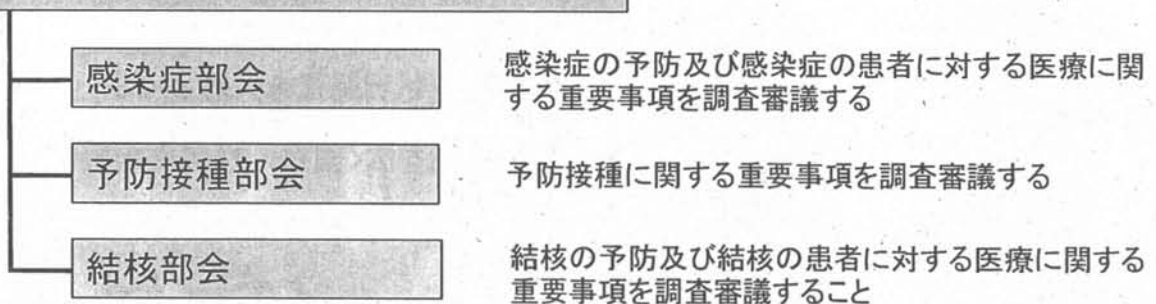 感染症部会
感染症の予防及び感染症の患者に対する医療に関
する重要事項を調査審議する
予防接種部会
予防接種に関する重要事項を調査審議する
結核部会
結核の予防及び結核の患者に対する医療に関する
重要事項を調査審議すること